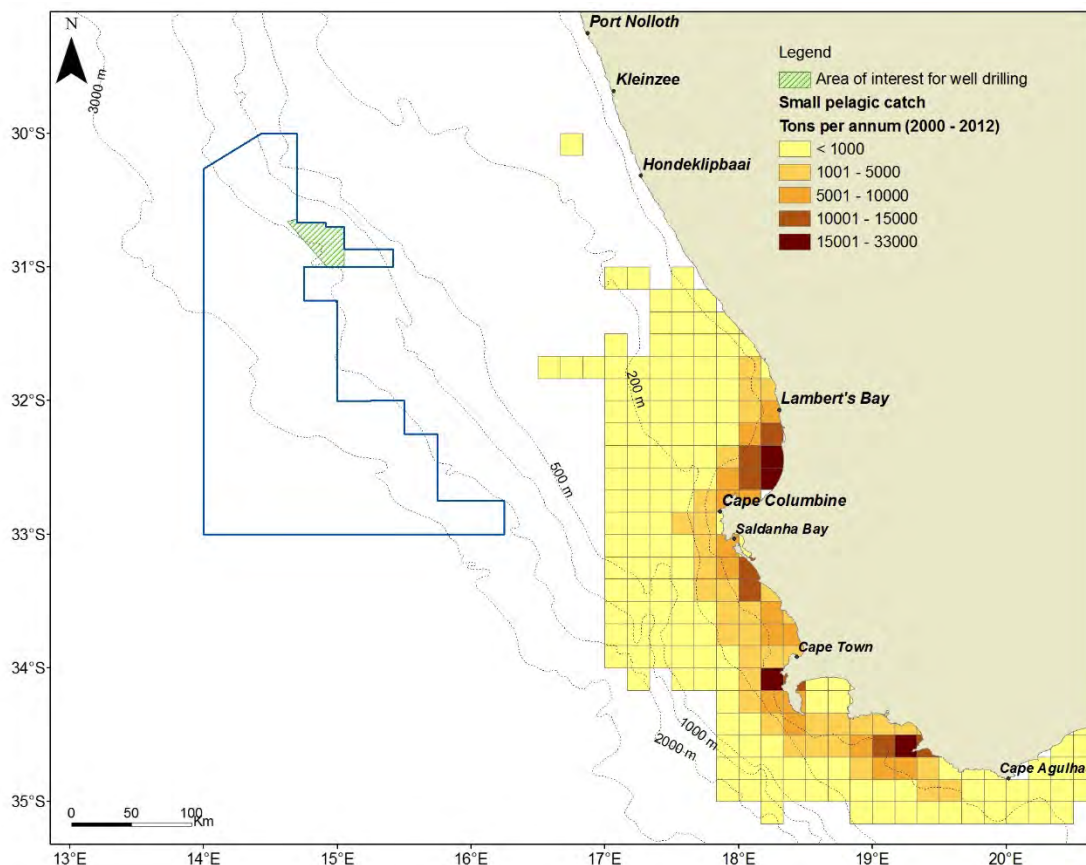 N
Port Nolloth
Kleinzee
Hondeklipbaai
Lambert's Bay
Cape Columbine
Saldanha Bay
Cape Town
Cape Agulha
Legend
Area of interest for well drilling
Small pelagic catch
Tons per annum (2000 - 2012)
< 1000
1001 - 5000
5001 - 10000
10001 - 15000
15001 - 33000
3000 m
200 m
500 m
1000 m
2000 m
30°S
31°S
32°S
33°S
34°S
35°S
0 50 100
Km
13°E 14°E 15°E 16°E 17°E 18°E 19°E 20°E